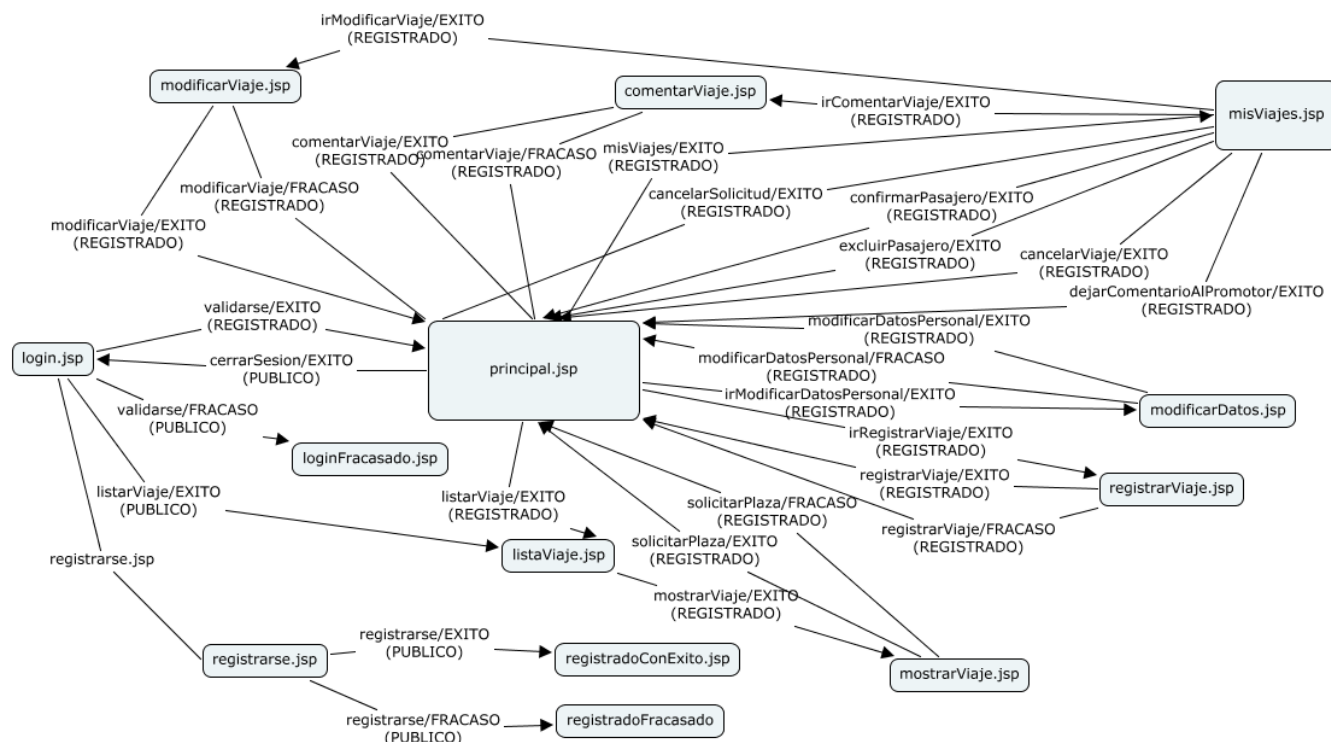 irModificarViaje/EXITO
(REGISTRADO)
modificarViaje.jsp
comentarViaje.jsp
irComentarViaje/EXITO
(REGISTRADO)
misViajes.jsp
comentarViaje/EXITO
(REGISTRADO)
comentarViaje/FRACASO
(REGISTRADO)
misViajes/EXITO
(REGISTRADO)
modificarViaje/FRACASO
(REGISTRADO)
cancelarSolicitud/EXITO
(REGISTRADO)
confirmarPasajero/EXITO
(REGISTRADO)
modificarViaje/EXITO
(REGISTRADO)
excluirPasajero/EXITO
(REGISTRADO)
cancelarViaje/EXITO
(REGISTRADO)
dejarComentarioAlPromotor/EXITO
(REGISTRADO)
validarse/EXITO
(REGISTRADO)
modificarDatosPersonal/EXITO
(REGISTRADO)
login.jsp
cerrarSesion/EXITO
(PUBLICO)
principal.jsp
modificarDatosPersonal/FRACASO
(REGISTRADO)
irModificarDatosPersonal/EXITO
(REGISTRADO)
modificarDatos.jsp
validarse/FRACASO
(PUBLICO)
irRegistrarViaje/EXITO
(REGISTRADO)
loginFracasado.jsp
registrarViaje/EXITO
(REGISTRADO)
registrarViaje.jsp
listarViaje/EXITO
(PUBLICO)
listarViaje/EXITO
(REGISTRADO)
solicitarPlaza/FRACASO
(REGISTRADO)
registrarViaje/FRACASO
(REGISTRADO)
solicitarPlaza/EXITO
(REGISTRADO)
registrarse.jsp
listaViaje.jsp
mostrarViaje/EXITO
(REGISTRADO)
registrarse.jsp
registrarse/EXITO
(PUBLICO)
registradoConExito.jsp
mostrarViaje.jsp
registrarse/FRACASO
(PUBLICO)
registradoFracasado